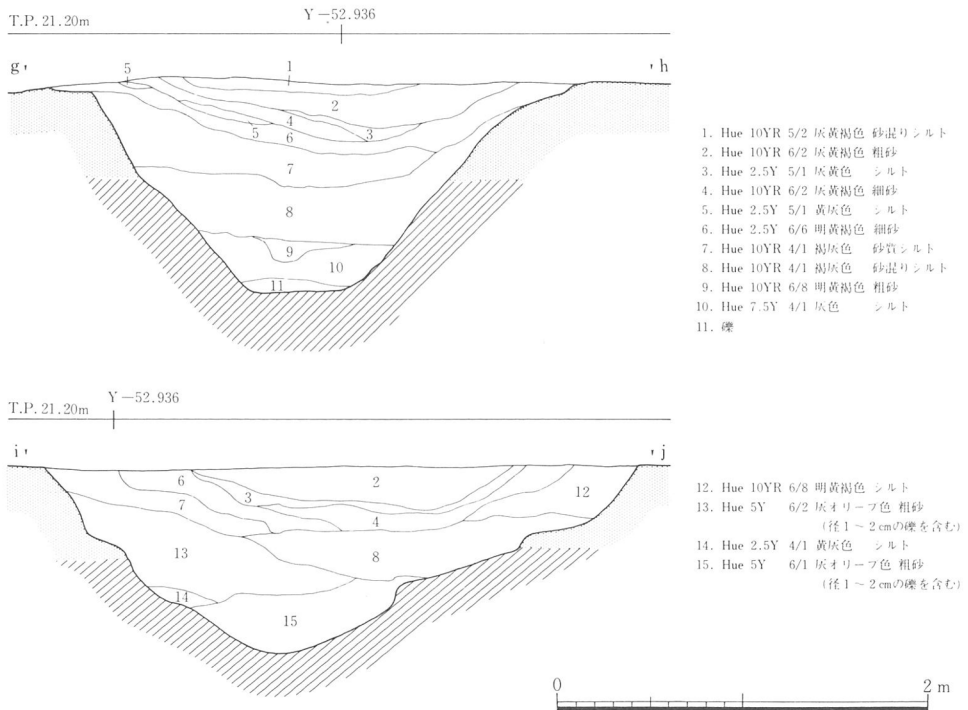 T.P. 21.20m
Y −52.936
g
h
5
1
2
4
5
3
6
7
8
9
10
11
1. Hue 10YR 5/2 灰黄褐色 砂混りシルト
2. Hue 10YR 6/2 灰黄褐色 粗砂
3. Hue 2.5Y 5/1 灰黄色 シルト
4. Hue 10YR 6/2 灰黄褐色 細砂
5. Hue 2.5Y 5/1 黄灰色 シルト
6. Hue 2.5Y 6/6 明黄褐色 細砂
7. Hue 10YR 4/1 褐灰色 砂質シルト
8. Hue 10YR 4/1 褐灰色 砂混りシルト
9. Hue 10YR 6/8 明黄褐色 粗砂
10. Hue 7.5Y 4/1 灰色 シルト
11. 礫
T.P. 21.20m
Y −52.936
i
j
6
2
3
12
7
4
13
8
14
15
12. Hue 10YR 6/8 明黄褐色 シルト
13. Hue 5Y 6/2 灰オリーブ色 粗砂
(径1～2cmの礫を含む)
14. Hue 2.5Y 4/1 黄灰色 シルト
15. Hue 5Y 6/1 灰オリーブ色 粗砂
(径1～2cmの礫を含む)
0
2 m